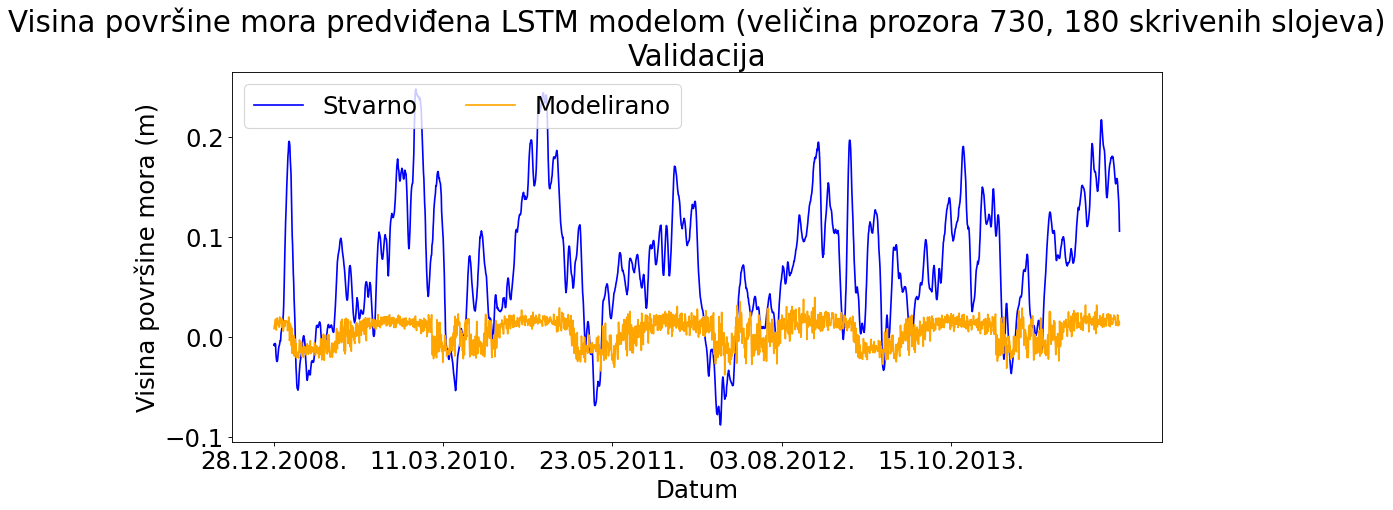 Visina površine mora predviđena LSTM modelom (veličina prozora 730, 180 skrivenih slojeva)
Validacija
Stvarno
Modelirano
Visina površine mora (m)
0.2
0.1
0.0
−0.1
28.12.2008.
11.03.2010.
23.05.2011.
03.08.2012.
15.10.2013.
Datum